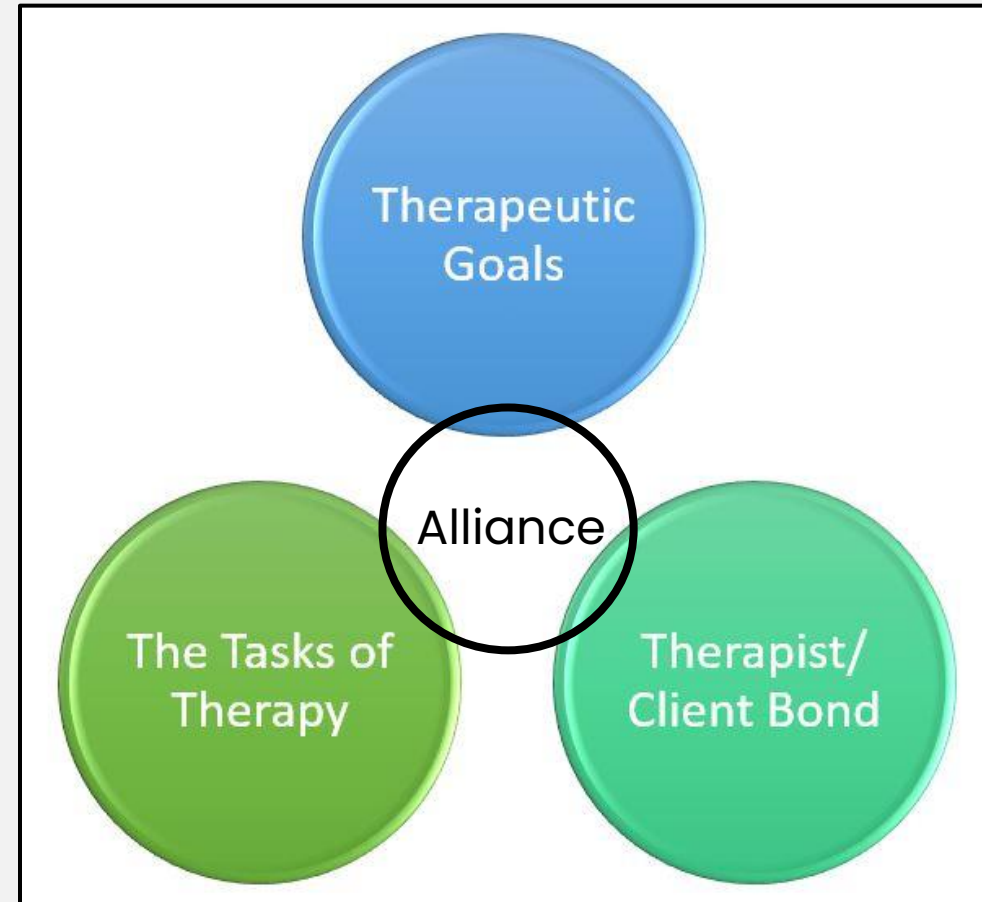 Therapeutic
Goals
Alliance
The Tasks of
Therapy
Therapist/
Client Bond